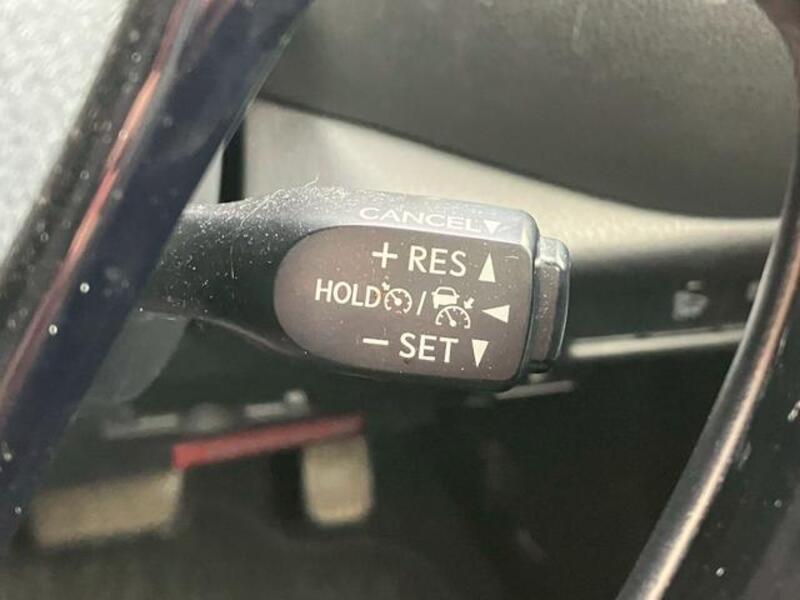 CANCEL▼
+ RES ▲
HOLD / ◀
− SET ▼